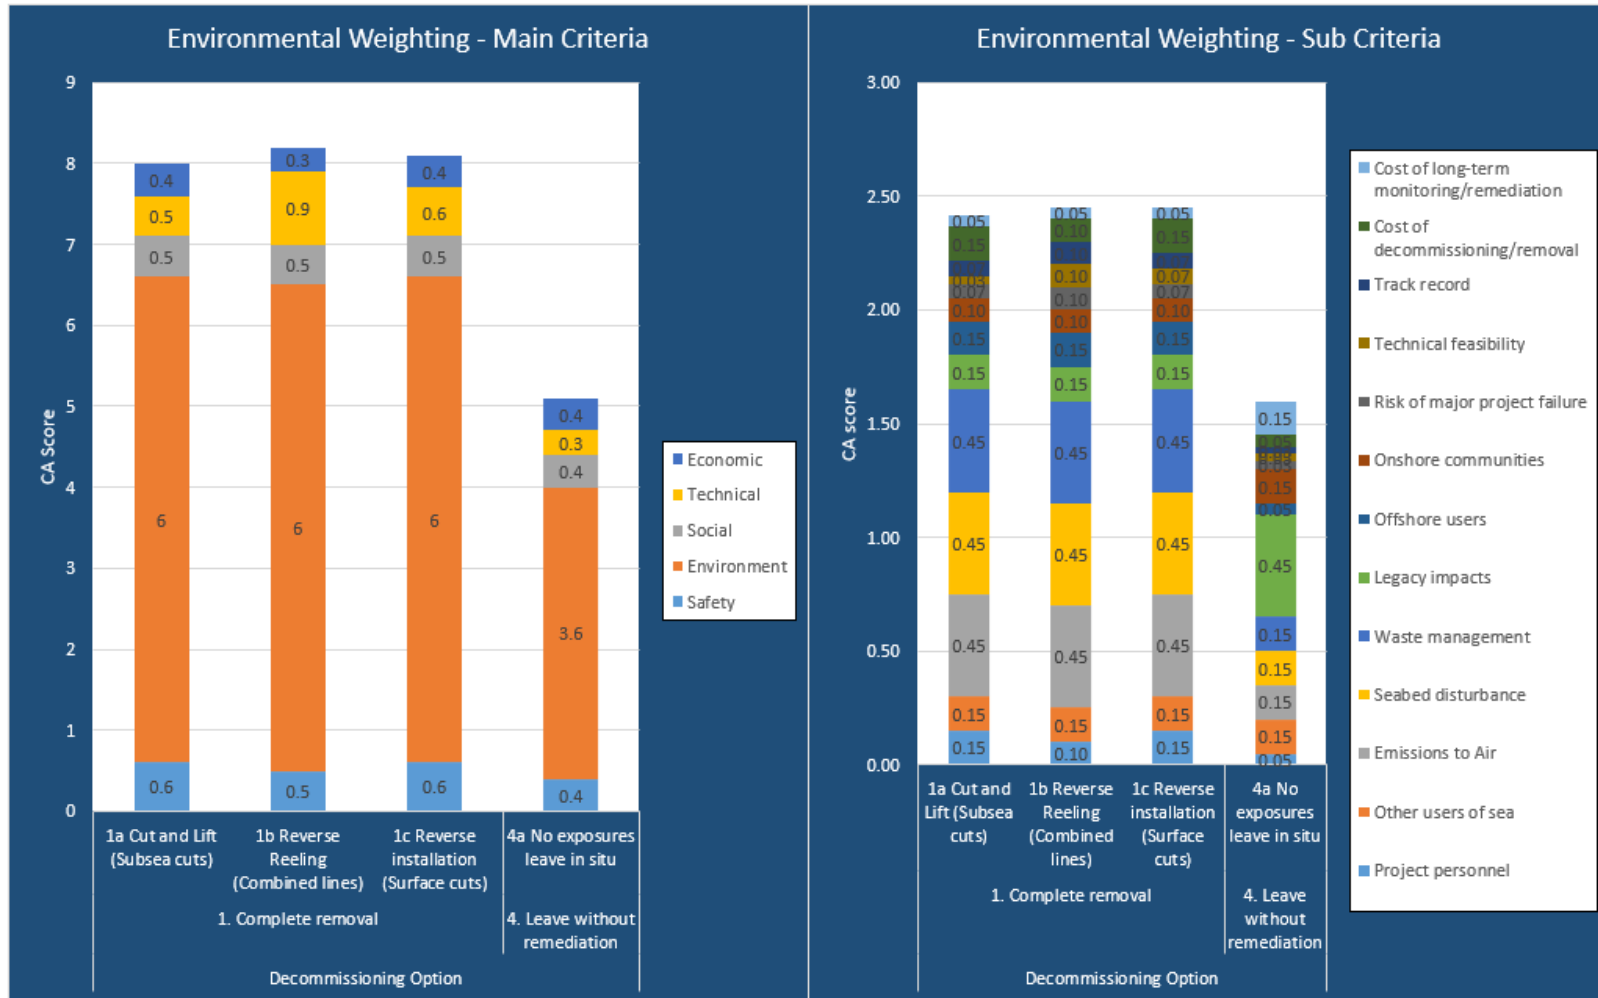 Environmental Weighting - Main Criteria
9
8
7
6
5
4
3
2
1
0
CA Score
0.4
0.5
0.5
6
0.6
0.3
0.9
0.5
6
0.5
0.4
0.6
0.5
6
0.6
0.4
0.3
0.4
3.6
0.4
Economic
Technical
Social
Environment
Safety
1a Cut and Lift
(Subsea cuts)
1b Reverse
Reeling
(Combined lines)
1c Reverse
installation
(Surface cuts)
4a No exposures
leave in situ
1. Complete removal
4. Leave without
remediation
Decommissioning Option
Environmental Weighting - Sub Criteria
3.00
2.50
2.00
1.50
1.00
0.50
0.00
CA score
0.05
0.15
0.03
0.07
0.10
0.15
0.15
0.45
0.45
0.45
0.15
0.15
0.05
0.10
0.10
0.10
0.10
0.15
0.15
0.45
0.45
0.45
0.15
0.10
0.05
0.15
0.07
0.07
0.10
0.15
0.15
0.45
0.45
0.45
0.15
0.15
0.15
0.05
0.03
0.15
0.05
0.45
0.15
0.15
0.15
0.15
0.05
Cost of long-term
monitoring/remediation
Cost of
decommissioning/removal
Track record
Technical feasibility
Risk of major project failure
Onshore communities
Offshore users
Legacy impacts
Waste management
Seabed disturbance
Emissions to Air
Other users of sea
Project personnel
1a Cut and
Lift (Subsea
cuts)
1b Reverse
Reeling
(Combined
lines)
1c Reverse
installation
(Surface
cuts)
4a No
exposures
leave in situ
1. Complete removal
4. Leave
without
remediation
Decommissioning Option